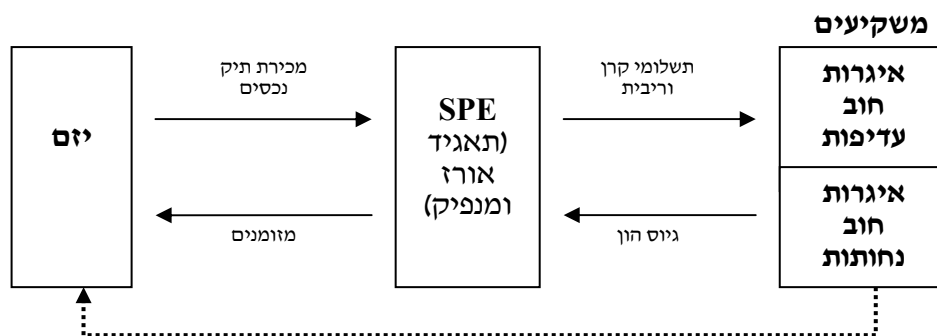 משקיעים
יזם
מכירת תיק
נכסים
מזומנים
SPE
(תאגיד
אורז
ומנפיק)
תשלומי קרן
וריבית
גיוס הון
איגרות
חוב
עדיפות
איגרות
חוב
נחותות